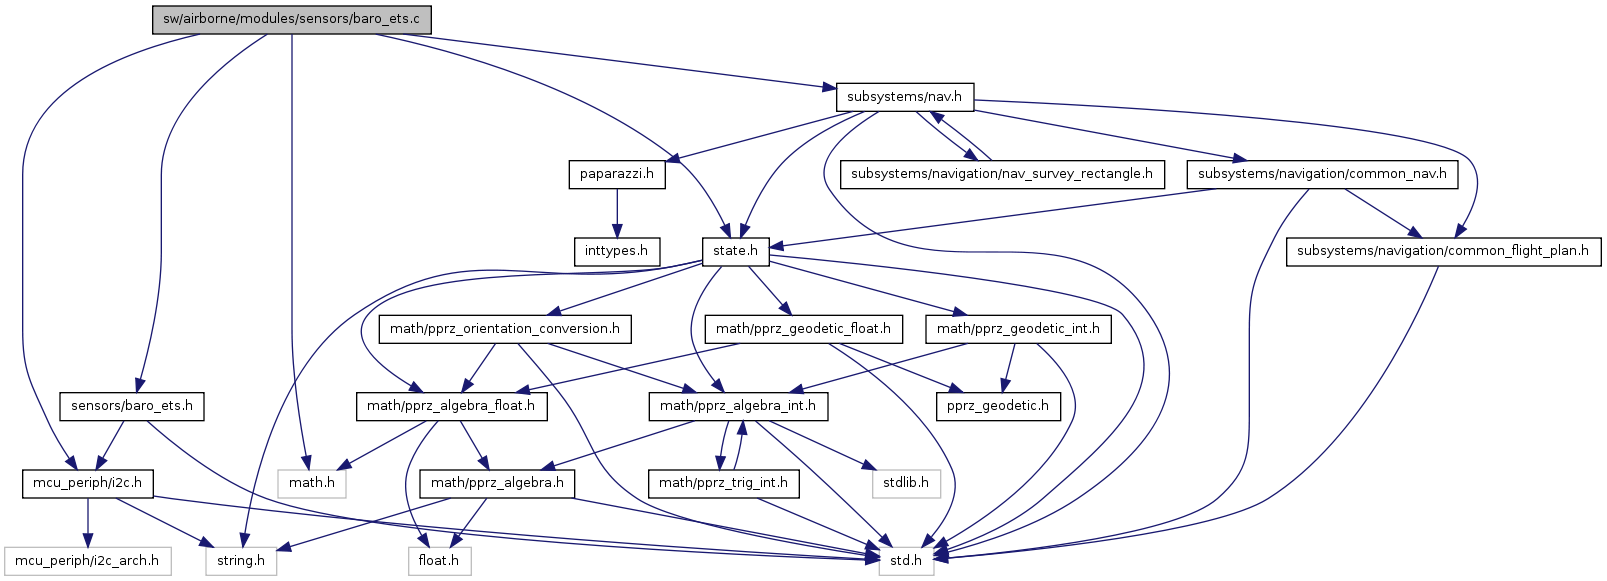 sw/airborne/modules/sensors/baro_ets.c
subsystems/nav.h
paparazzi.h
subsystems/navigation/nav_survey_rectangle.h
subsystems/navigation/common_nav.h
inttypes.h
state.h
subsystems/navigation/common_flight_plan.h
math/pprz_orientation_conversion.h
math/pprz_geodetic_float.h
math/pprz_geodetic_int.h
sensors/baro_ets.h
math/pprz_algebra_float.h
math/pprz_algebra_int.h
pprz_geodetic.h
mcu_periph/i2c.h
math.h
math/pprz_algebra.h
math/pprz_trig_int.h
stdlib.h
mcu_periph/i2c_arch.h
string.h
float.h
std.h